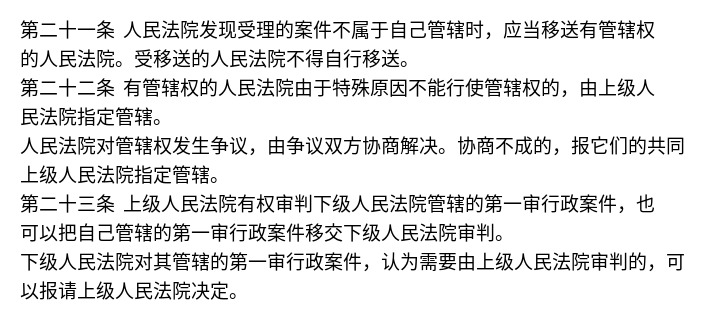 第二十一条 人民法院发现受理的案件不属于自己管辖时，应当移送有管辖权
的人民法院。受移送的人民法院不得自行移送。
第二十二条 有管辖权的人民法院由于特殊原因不能行使管辖权的，由上级人
民法院指定管辖。
人民法院对管辖权发生争议，由争议双方协商解决。协商不成的，报它们的共同
上级人民法院指定管辖。
第二十三条 上级人民法院有权审判下级人民法院管辖的第一审行政案件，也
可以把自己管辖的第一审行政案件移交下级人民法院审判。
下级人民法院对其管辖的第一审行政案件，认为需要由上级人民法院审判的，可
以报请上级人民法院决定。